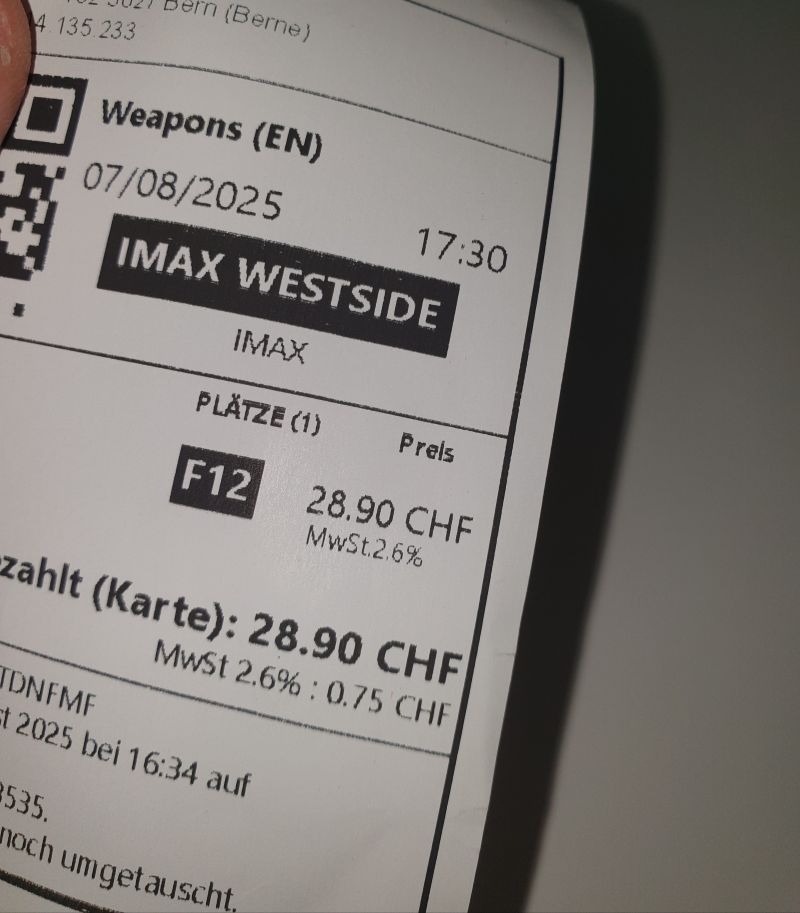 3027 Bern (Berne)
4.135.233
Weapons (EN)
07/08/2025
17:30
IMAX WESTSIDE
IMAX
PLÄTZE (1) Preis
F12 28.90 CHF
MwSt.2.6%
zahlt (Karte): 28.90 CHF
MwSt 2.6% : 0.75 CHF
TDNFMF
st 2025 bei 16:34 auf
3535.
noch umgetauscht.